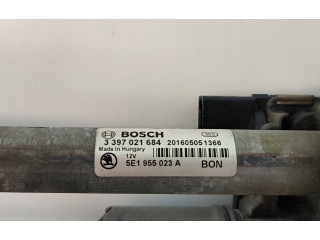 BOSCH
3 397 021 684 201605051366
Made in Hungary
12V
5E1 955 023 A BON